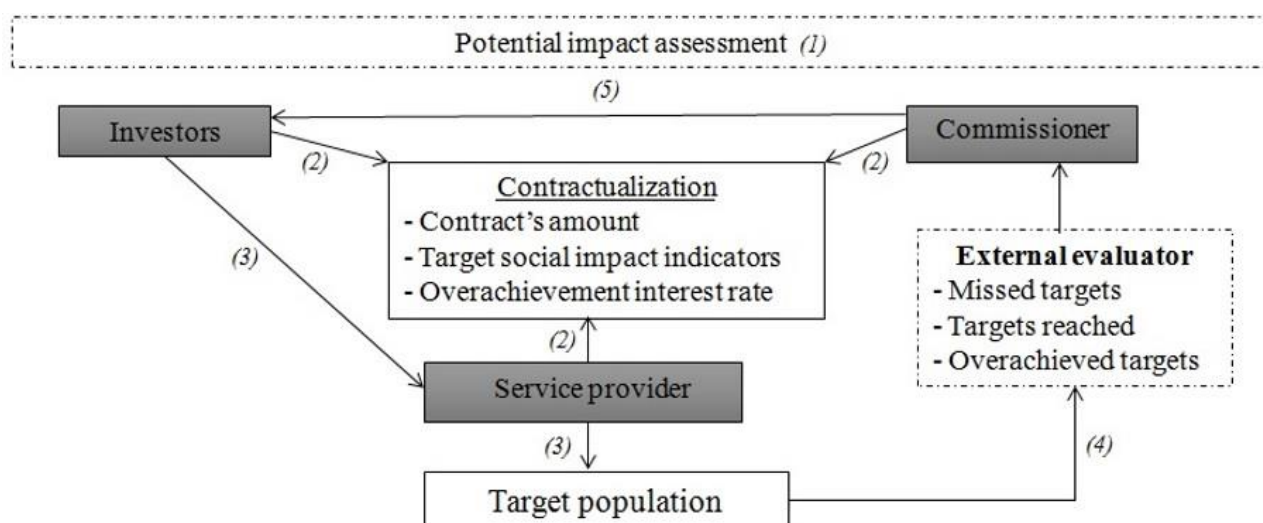 Potential impact assessment (1)
(5)
Investors
Commissioner
(2)
(2)
Contractualization
- Contract's amount
- Target social impact indicators
- Overachievement interest rate
(3)
External evaluator
- Missed targets
- Targets reached
- Overachieved targets
(2)
Service provider
(3)
(4)
Target population